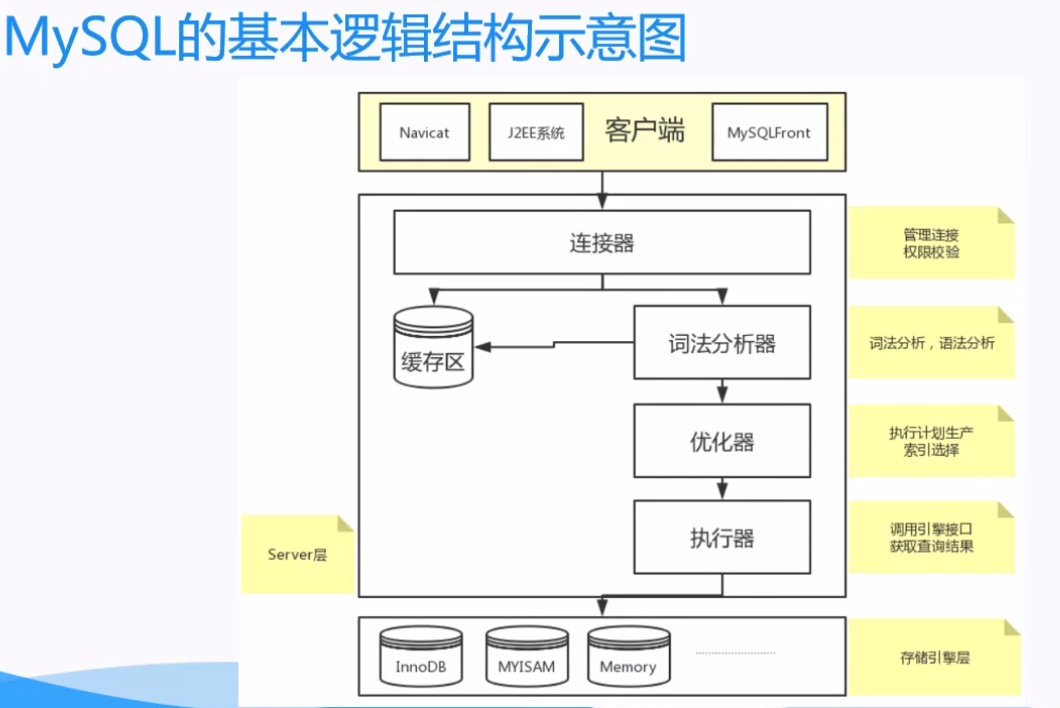 MySQL的基本逻辑结构示意图
Navicat
J2EE系统
客户端
MySQLFront
连接器
管理连接
权限校验
缓存区
词法分析器
词法分析，语法分析
优化器
执行计划生产
索引选择
执行器
调用引擎接口
获取查询结果
Server层
InnoDB
MYISAM
Memory
........................
存储引擎层